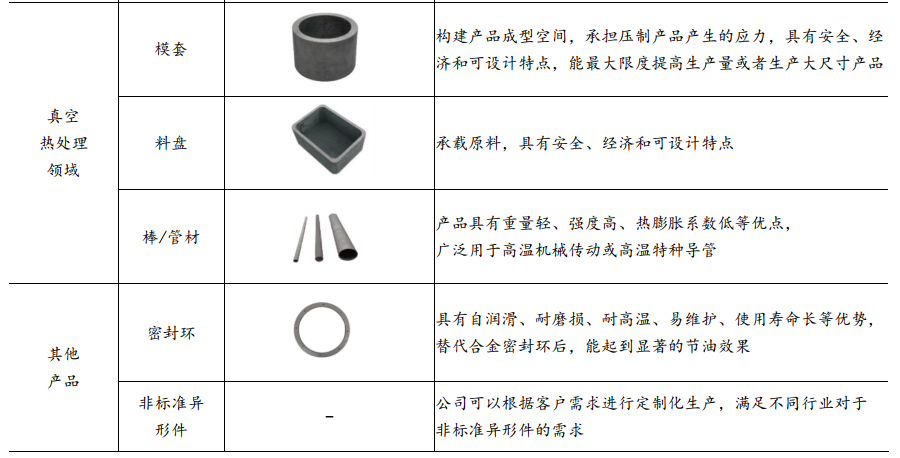 真空
热处理
领域
模套
构建产品成型空间，承担压制产品产生的应力，具有安全、经
济和可设计特点，能最大限度提高生产量或者生产大尺寸产品
料盘
承载原料，具有安全、经济和可设计特点
棒/管材
产品具有重量轻、强度高、热膨胀系数低等优点，
广泛用于高温机械传动或高温特种导管
其他
产品
密封环
具有自润滑、耐磨损、耐高温、易维护、使用寿命长等优势，
替代合金密封环后，能起到显著的节油效果
非标准异
形件
-
公司可以根据客户需求进行定制化生产，满足不同行业对于
非标准异形件的需求